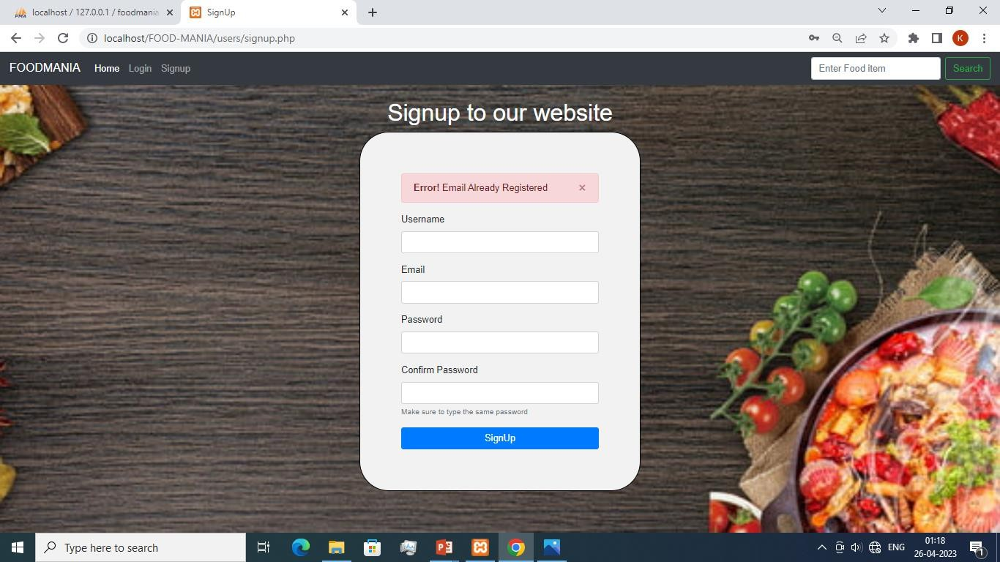 localhost / 127.0.0.1 / foodmania
SignUp
localhost/FOOD-MANIA/users/signup.php
K
FOODMANIA Home Login Signup Enter Food item Search
Signup to our website
Error! Email Already Registered ×
Username
Email
Password
Confirm Password
Make sure to type the same password
SignUp
Type here to search
ENG
01:18
26-04-2023
1